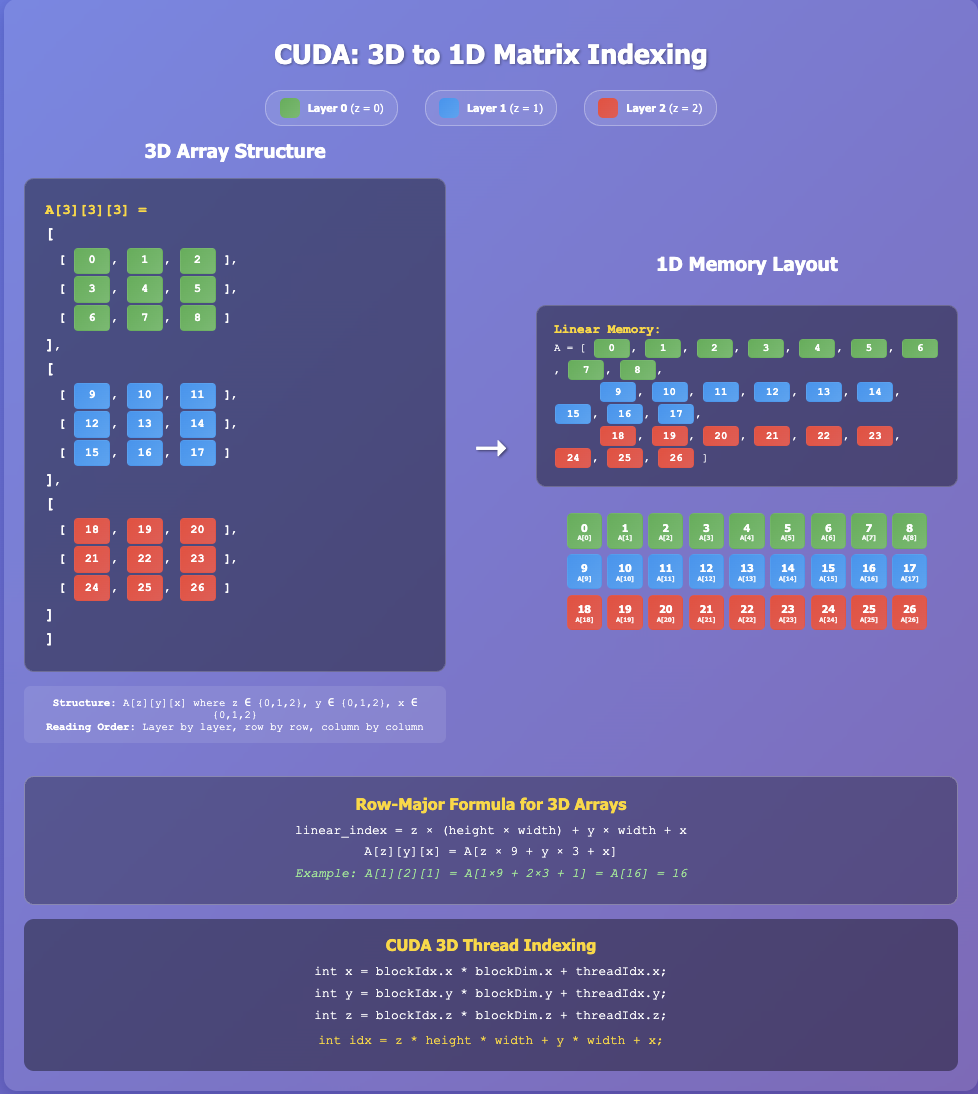 CUDA: 3D to 1D Matrix Indexing
Layer 0 (z = 0)
Layer 1 (z = 1)
Layer 2 (z = 2)
3D Array Structure
A[3][3][3] =
[
[ 0, 1, 2 ],
[ 3, 4, 5 ],
[ 6, 7, 8 ]
],
[
[ 9, 10, 11 ],
[ 12, 13, 14 ],
[ 15, 16, 17 ]
],
[
[ 18, 19, 20 ],
[ 21, 22, 23 ],
[ 24, 25, 26 ]
]
]
Structure: A[z][y][x] where z ∈ {0,1,2}, y ∈ {0,1,2}, x ∈
{0,1,2}
Reading Order: Layer by layer, row by row, column by column
→
1D Memory Layout
Linear Memory:
A = [ 0, 1, 2, 3, 4, 5, 6
, 7, 8,
9, 10, 11, 12, 13, 14,
15, 16, 17,
18, 19, 20, 21, 22, 23,
24, 25, 26 ]
0 1 2 3 4 5 6 7 8
A[0] A[1] A[2] A[3] A[4] A[5] A[6] A[7] A[8]
9 10 11 12 13 14 15 16 17
A[9] A[10] A[11] A[12] A[13] A[14] A[15] A[16] A[17]
18 19 20 21 22 23 24 25 26
A[18] A[19] A[20] A[21] A[22] A[23] A[24] A[25] A[26]
Row-Major Formula for 3D Arrays
linear_index = z × (height × width) + y × width + x
A[z][y][x] = A[z × 9 + y × 3 + x]
Example: A[1][2][1] = A[1×9 + 2×3 + 1] = A[16] = 16
CUDA 3D Thread Indexing
int x = blockIdx.x * blockDim.x + threadIdx.x;
int y = blockIdx.y * blockDim.y + threadIdx.y;
int z = blockIdx.z * blockDim.z + threadIdx.z;
int idx = z * height * width + y * width + x;